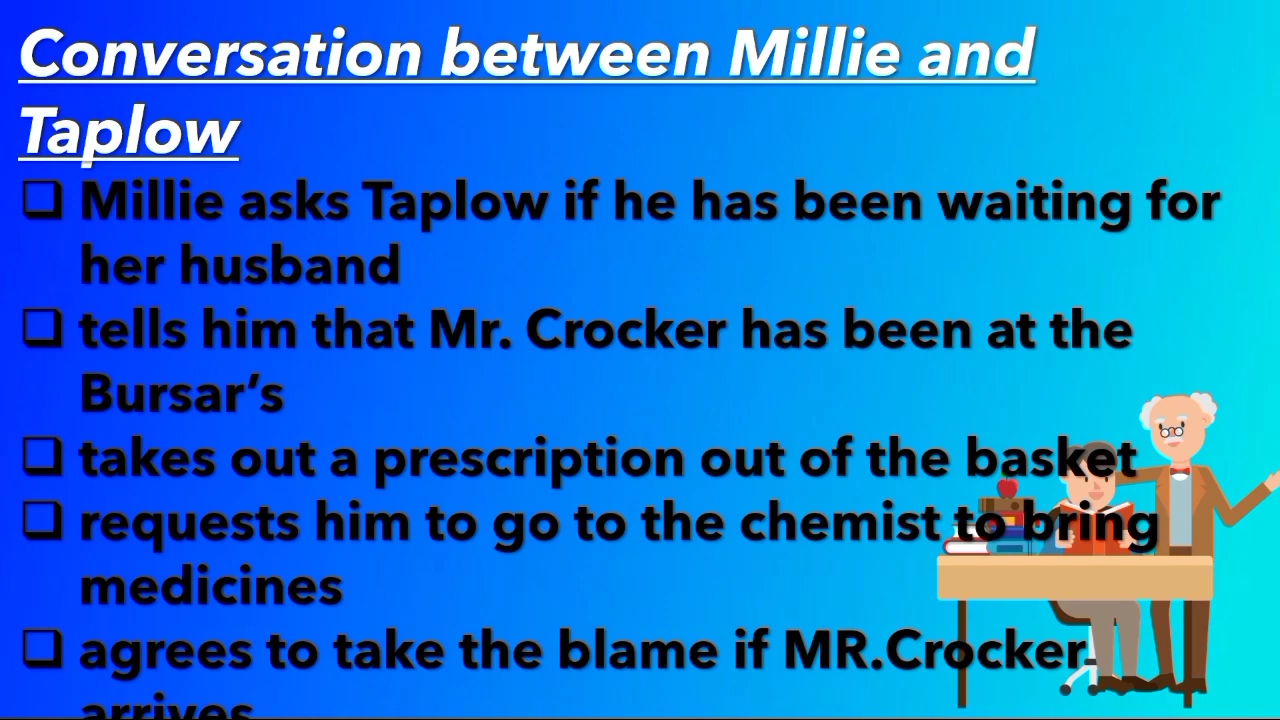 Conversation between Millie and
Taplow
❑ Millie asks Taplow if he has been waiting for
her husband
❑ tells him that Mr. Crocker has been at the
Bursar’s
❑ takes out a prescription out of the basket
❑ requests him to go to the chemist to bring
medicines
❑ agrees to take the blame if MR.Crocker
arrives